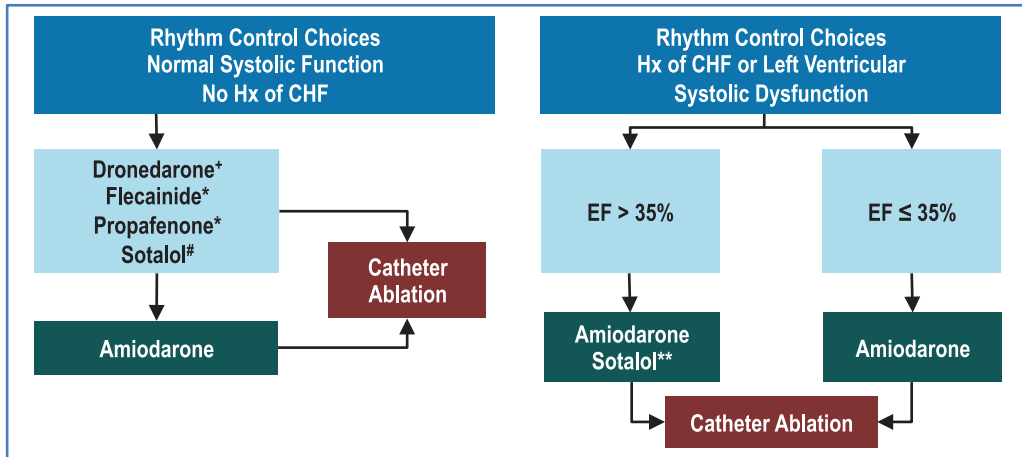 Rhythm Control Choices
Normal Systolic Function
No Hx of CHF
Dronedarone⁺
Flecainide*
Propafenone*
Sotalol#
Catheter
Ablation
Amiodarone
Rhythm Control Choices
Hx of CHF or Left Ventricular
Systolic Dysfunction
EF > 35%
EF ≤ 35%
Amiodarone
Sotalol**
Amiodarone
Catheter Ablation